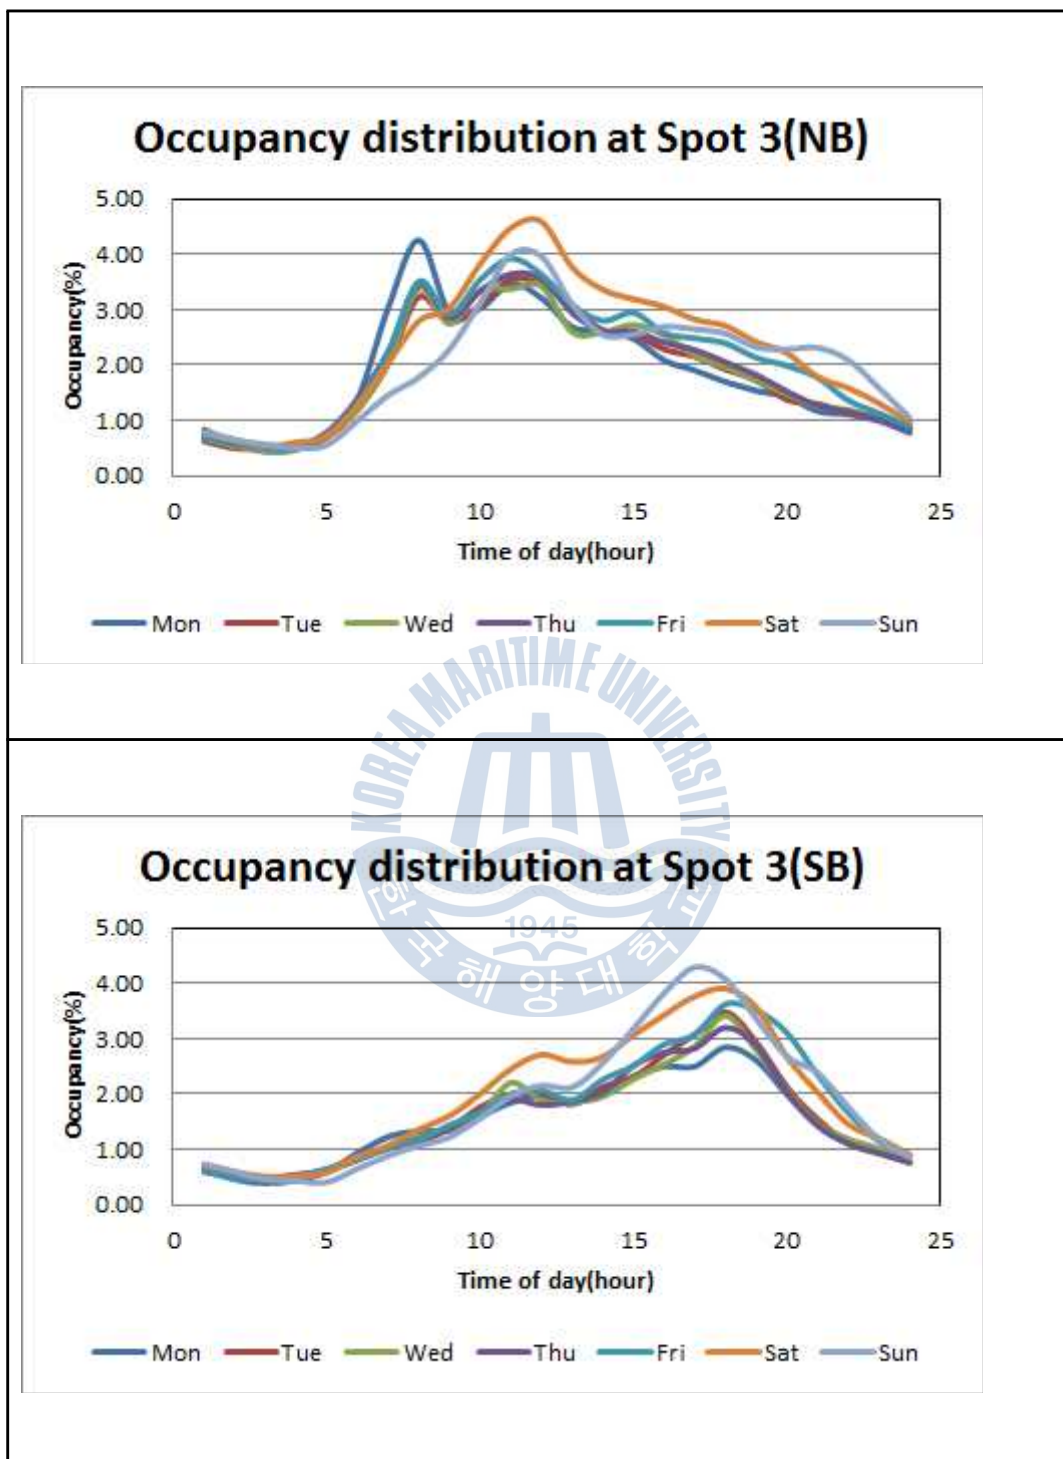 Occupancy distribution at Spot 3(NB)
Occupancy(%)
5.00
4.00
3.00
2.00
1.00
0.00
0 5 10 15 20 25
Time of day(hour)
Mon Tue Wed Thu Fri Sat Sun
KOREA MARITIME UNIVERSITY
Occupancy distribution at Spot 3(SB)
1945
한국해양대학교
Occupancy(%)
5.00
4.00
3.00
2.00
1.00
0.00
0 5 10 15 20 25
Time of day(hour)
Mon Tue Wed Thu Fri Sat Sun